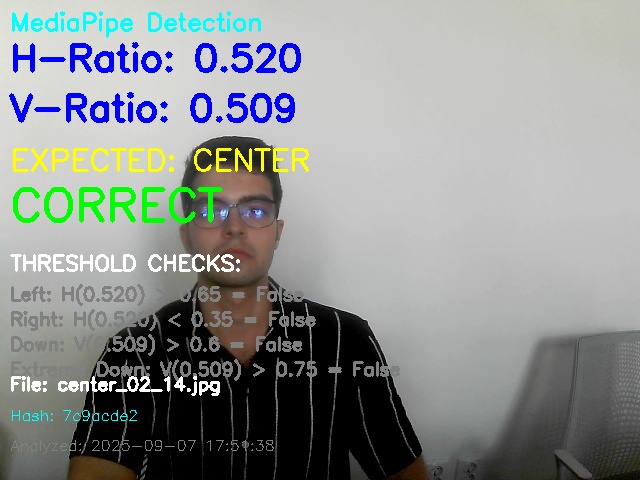 MediaPipe Detection
H-Ratio: 0.520
V-Ratio: 0.509
EXPECTED: CENTER
CORRECT
THRESHOLD CHECKS:
Left: H(0.520) > 0.65 = False
Right: H(0.520) < 0.35 = False
Down: V(0.509) > 0.6 = False
Extreme Down: V(0.509) > 0.75 = False
File: center_02_14.jpg
Hash: 7c9acde2
Analyzed: 2025-09-07 17:59:38